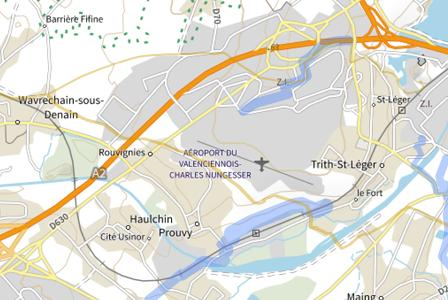 Barrière Fifine
D70
Z.I.
St-Léger
Z.I.
Wavrechain-sous-
Denain
Rouvignies
AÉROPORT DU
VALENCIENNOIS-
CHARLES NUNGESSER
Trith-St-Léger
A2
le Fort
D630
Haulchin
Prouvy
Cité Usinor
Maing